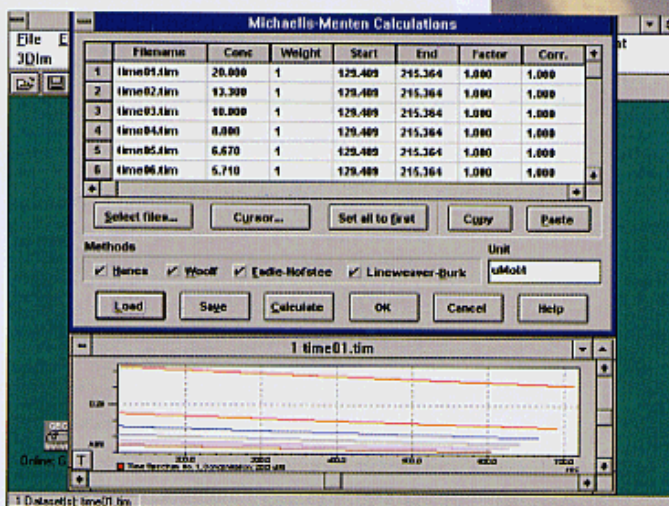 Michaelis-Menten Calculations
File E
3DIm
Filename Conc Weight Start End Factor Corr.
1 time01.tim 20.000 1 129.409 215.364 1.000 1.000
2 time02.tim 13.300 1 129.409 215.364 1.000 1.000
3 time03.tim 10.000 1 129.409 215.364 1.000 1.000
4 time04.tim 8.000 1 129.409 215.364 1.000 1.000
5 time05.tim 6.670 1 129.409 215.364 1.000 1.000
6 time06.tim 5.710 1 129.409 215.364 1.000 1.000
Select files... Cursor... Set all to first Copy Paste
Methods Unit
Hanes Woolf Eadie-Hofstee Lineweaver-Burk
Load Save Calculate OK Cancel Help
1 time01.tim
T
1 Dataset(s): time01.tim